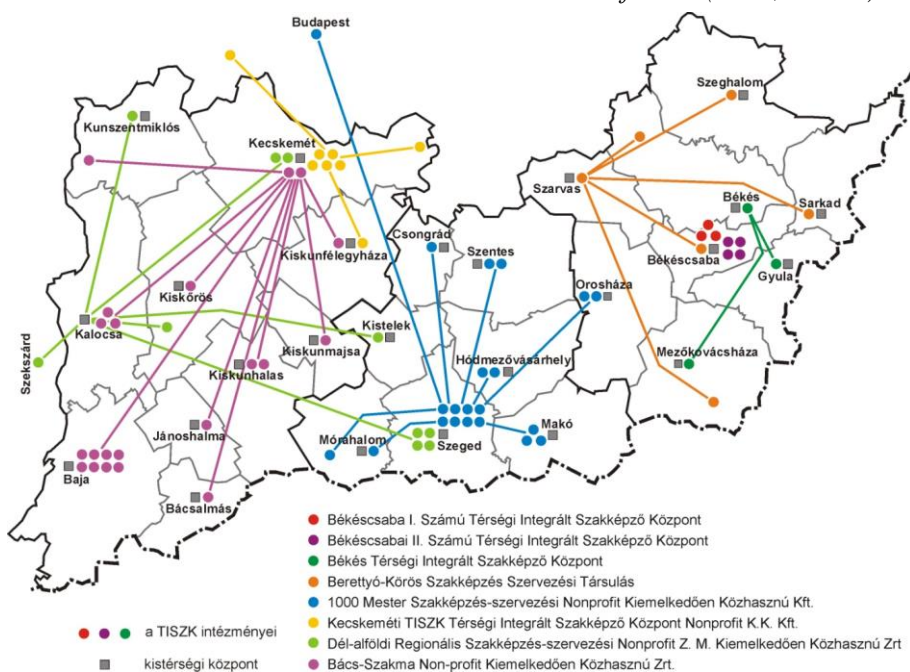 Budapest
Szeghalom
Kunszentmiklós
Kecskemét
Szarvas
Békés
Sarkad
Csongrád
Szentes
Kiskunfélegyháza
Békéscsaba
Gyula
Kiskőrös
Orosháza
Kistelek
Kalocsa
Kiskunmajsa
Hódmezővásárhely
Mezőkovácsháza
Szekszárd
Kiskunhalas
Jánoshalma
Mórahalom
Szeged
Makó
Baja
Bácsalmás
Békéscsaba I. Számú Térségi Integrált Szakképző Központ
Békéscsabai II. Számú Térségi Integrált Szakképző Központ
Békés Térségi Integrált Szakképző Központ
Berettyó-Körös Szakképzés Szervezési Társulás
1000 Mester Szakképzés-szervezési Nonprofit Kiemelkedően Közhasznú Kft.
Kecskeméti TISZK Térségi Integrált Szakképző Központ Nonprofit K.K. Kft.
Dél-alföldi Regionális Szakképzés-szervezési Nonprofit Z. M. Kiemelkedően Közhasznú Zrt
Bács-Szakma Non-profit Kiemelkedően Közhasznú Zrt.
a TISZK intézményei
kistérségi központ